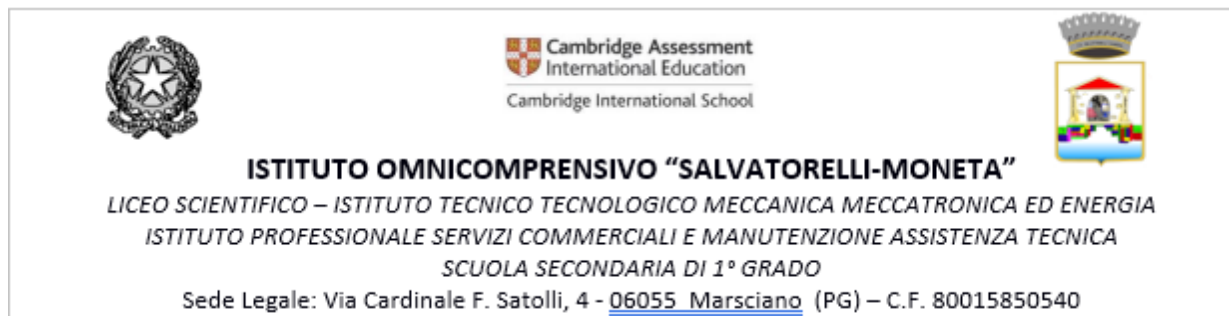 Cambridge Assessment
International Education
Cambridge International School
ISTITUTO OMNICOMPRENSIVO “SALVATORELLI-MONETA”
LICEO SCIENTIFICO – ISTITUTO TECNICO TECNOLOGICO MECCANICA MECCATRONICA ED ENERGIA
ISTITUTO PROFESSIONALE SERVIZI COMMERCIALI E MANUTENZIONE ASSISTENZA TECNICA
SCUOLA SECONDARIA DI 1° GRADO
Sede Legale: Via Cardinale F. Satolli, 4 - 06055 Marsciano (PG) – C.F. 80015850540